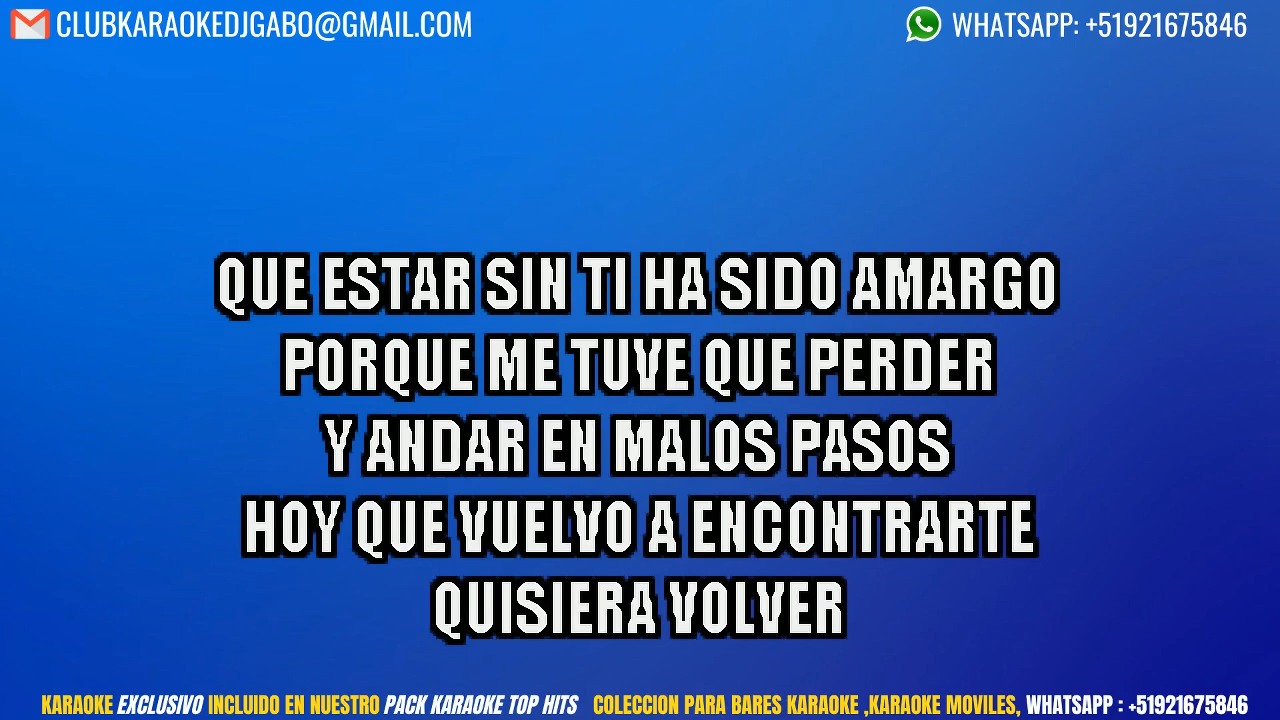 CLUBKARAOKEDJGABO@GMAIL.COM
WHATSAPP: +51921675846
QUE ESTAR SIN TI HA SIDO AMARGO
PORQUE ME TUVE QUE PERDER
Y ANDAR EN MALOS PASOS
HOY QUE VUELVO A ENCONTRARTE
QUISIERA VOLVER
KARAOKE EXCLUSIVO INCLUIDO EN NUESTRO PACK KARAOKE TOP HITS COLECCION PARA BARES KARAOKE ,KARAOKE MOVILES, WHATSAPP : +51921675846